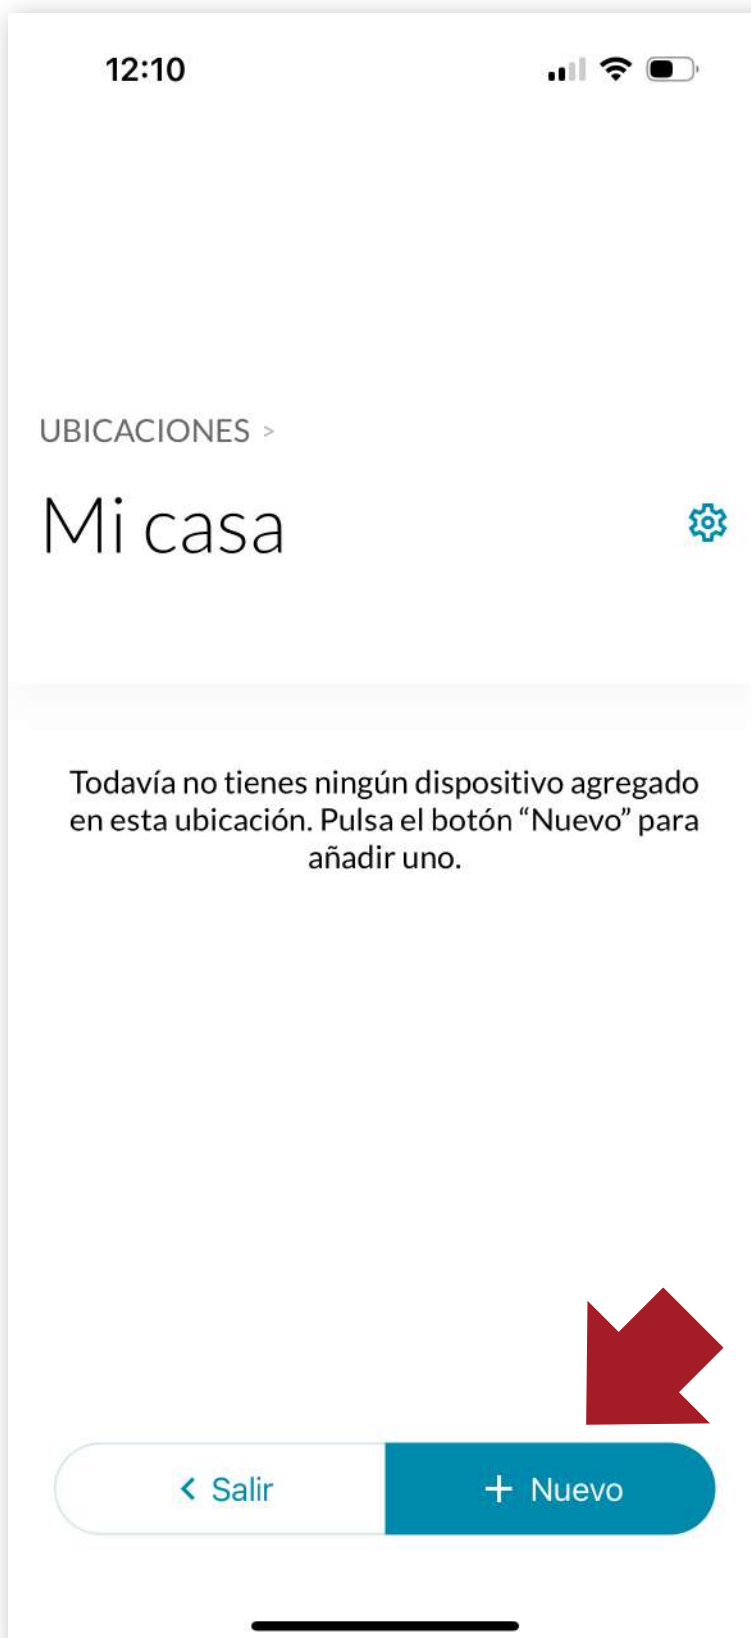 12:10
UBICACIONES >
Mi casa
Todavía no tienes ningún dispositivo agregado
en esta ubicación. Pulsa el botón “Nuevo” para
añadir uno.
< Salir
+ Nuevo